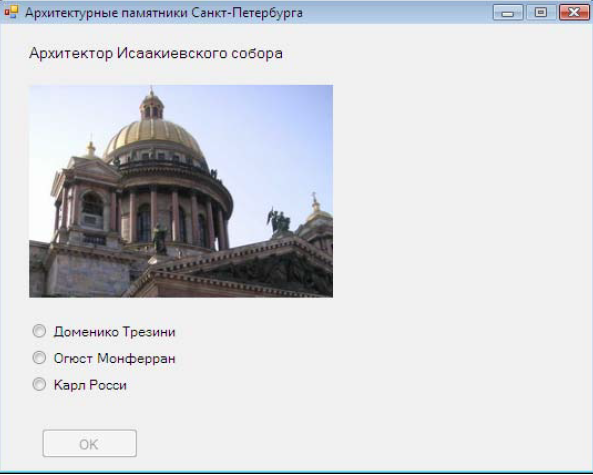 Архитектурные памятники Санкт-Петербурга
Архитектор Исаакиевского собора
Доменико Трезини
Огюст Монферран
Карл Росси
OK